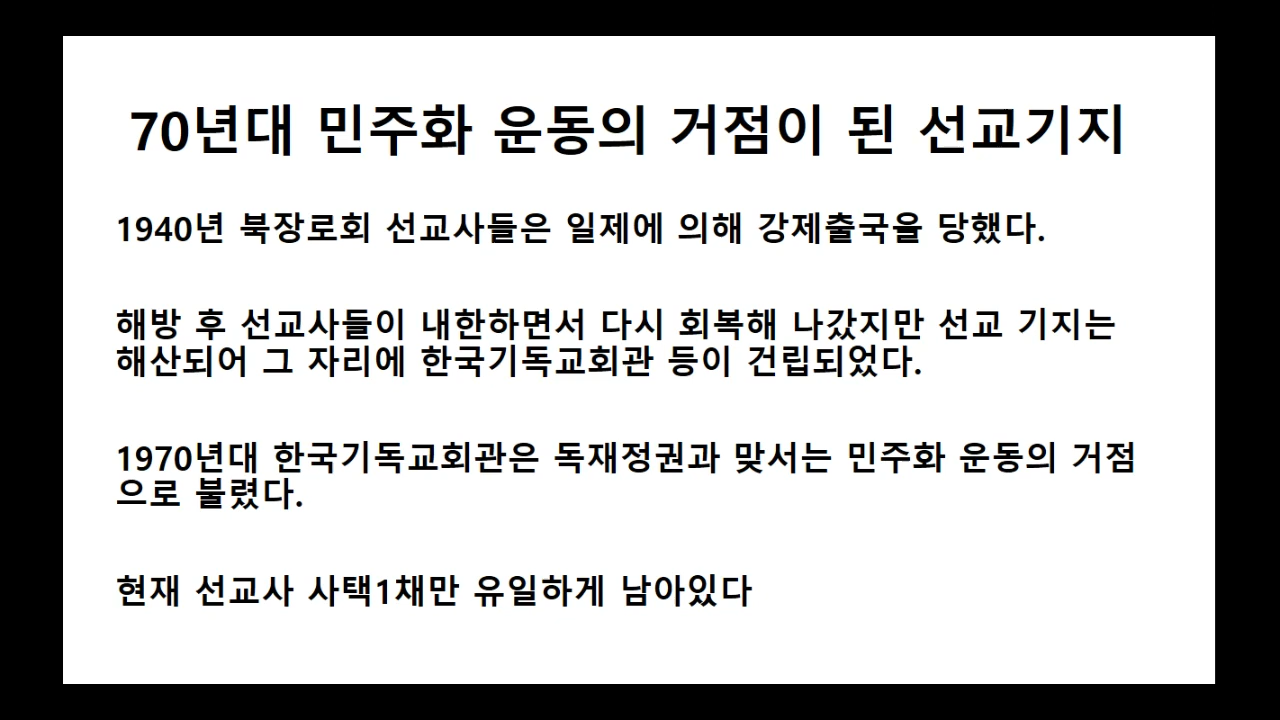 70년대 민주화 운동의 거점이 된 선교기지
1940년 북장로회 선교사들은 일제에 의해 강제출국을 당했다.
해방 후 선교사들이 내한하면서 다시 회복해 나갔지만 선교 기지는
해산되어 그 자리에 한국기독교회관 등이 건립되었다.
1970년대 한국기독교회관은 독재정권과 맞서는 민주화 운동의 거점
으로 불렸다.
현재 선교사 사택1채만 유일하게 남아있다